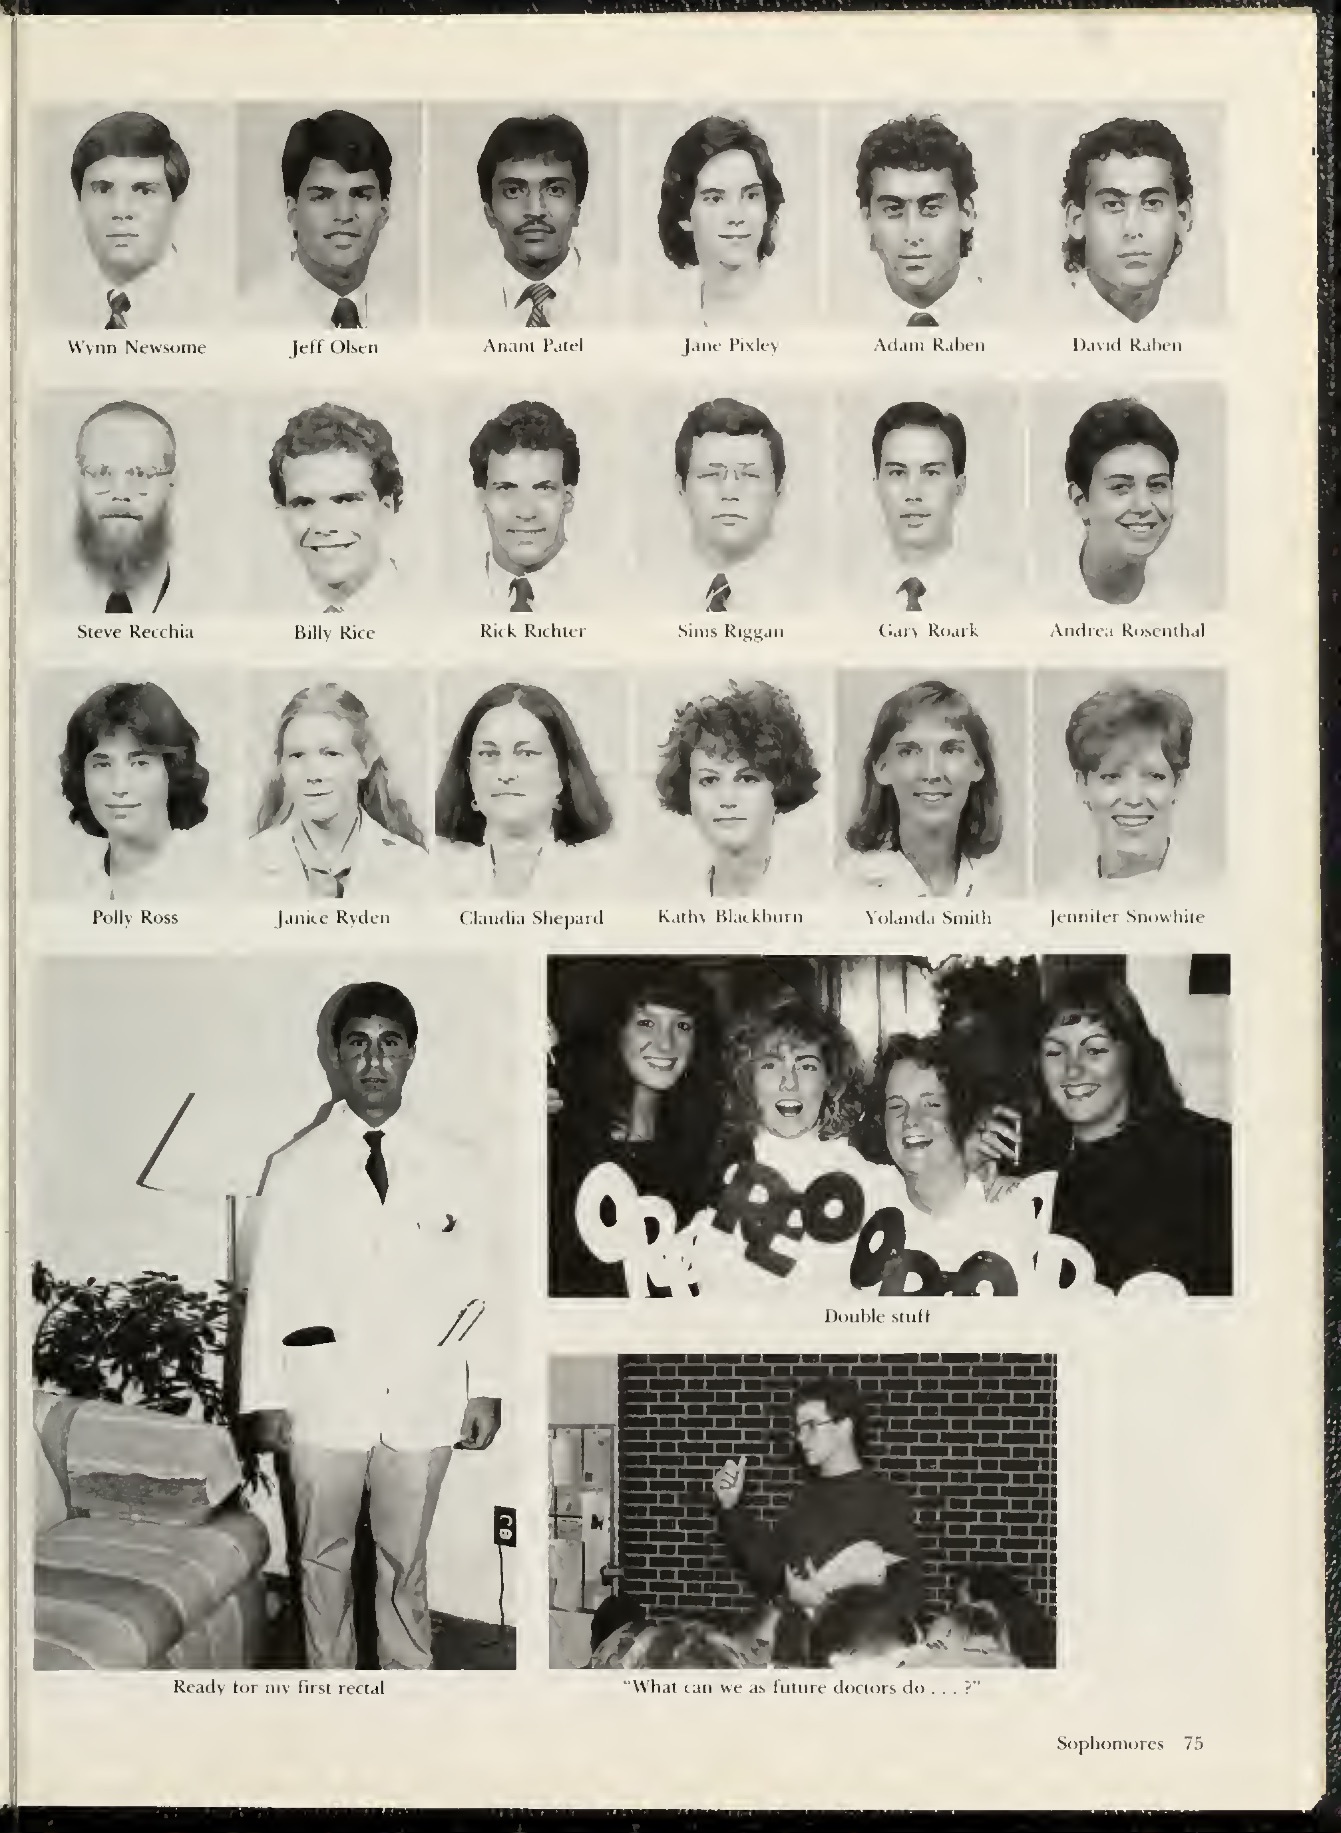 Wynn Newsome
Jeff Olsen
Anant Patel
Jane Pixley
Adam Raben
David Raben
Steve Recchia
Billy Rice
Rick Richter
Sims Riggan
Gary Roark
Andrea Rosenthal
Polly Ross
Janice Ryden
Claudia Shepard
Kathy Blackburn
Yolanda Smith
Jennifer Snowhite
Double stuff
Ready for my first rectal
"What can we as future doctors do . . . ?"
Sophomores 75